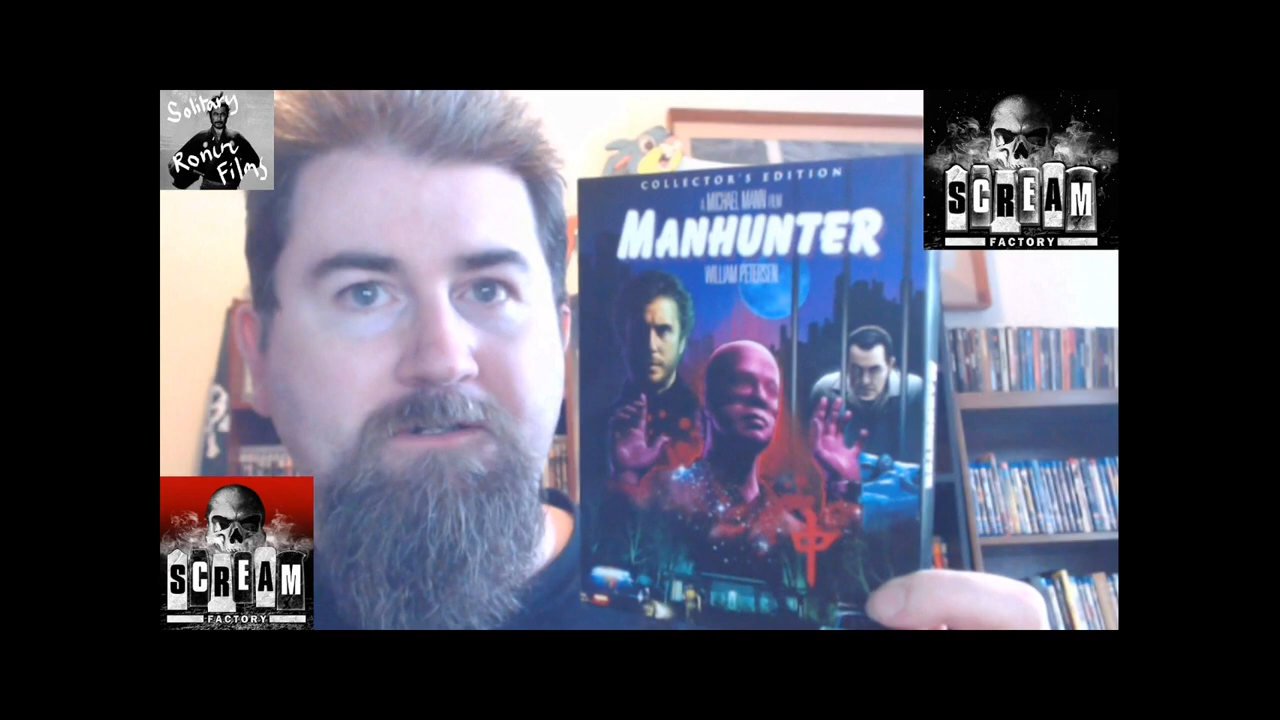 Solitary
Ronin
Films
COLLECTOR'S EDITION
A MICHAEL MANN FILM
MANHUNTER
WILLIAM PETERSEN
SCREAM
FACTORY
SCREAM
FACTORY